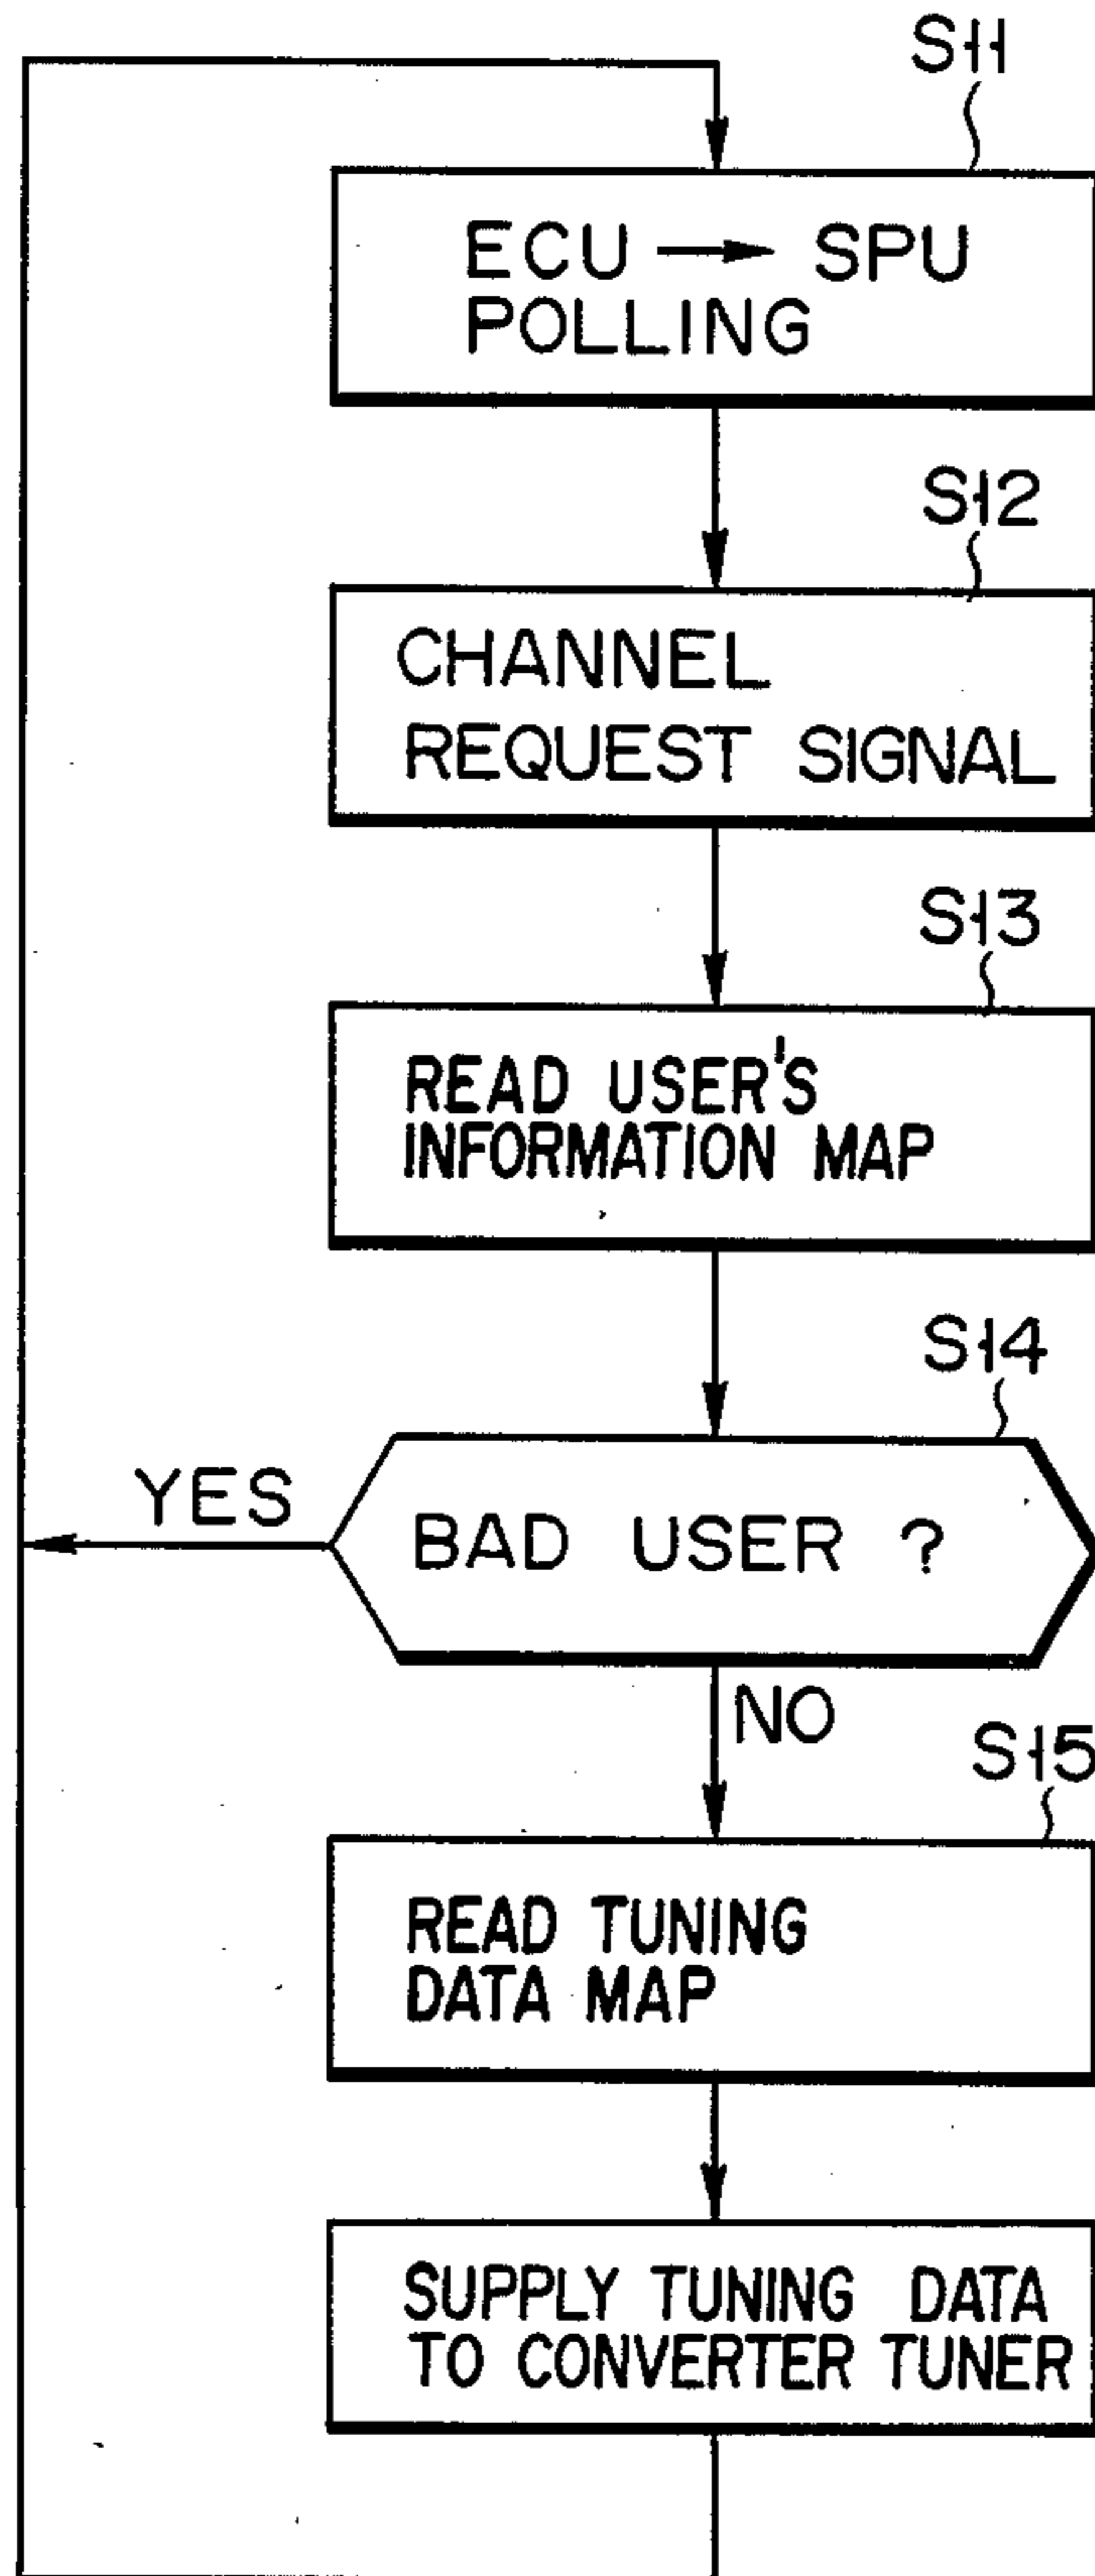 S11
ECU → SPU
POLLING
S12
CHANNEL
REQUEST SIGNAL
S13
READ USER'S
INFORMATION MAP
S14
YES
BAD USER ?
NO
S15
READ TUNING
DATA MAP
SUPPLY TUNING DATA
TO CONVERTER TUNER